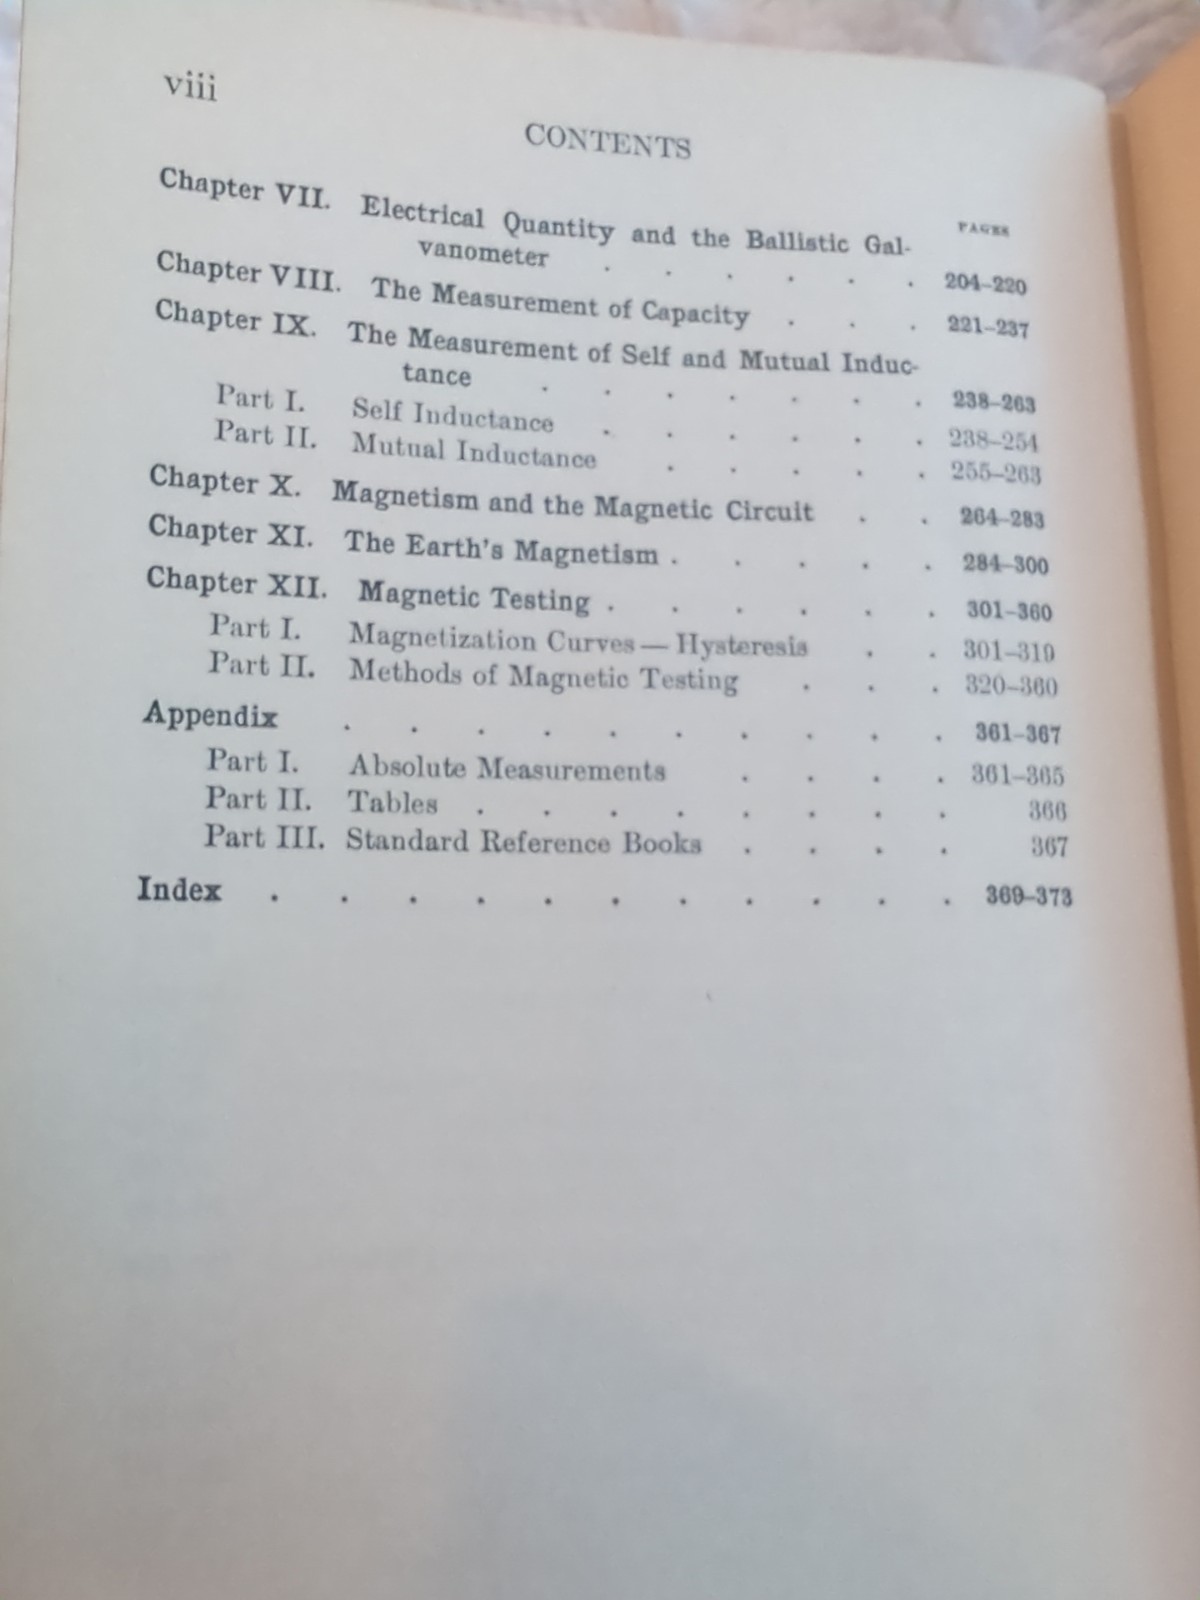 viii
CONTENTS
PAGES
Chapter VII. Electrical Quantity and the Ballistic Gal-
vanometer . . . . . . 204–220
Chapter VIII. The Measurement of Capacity . . . 221–237
Chapter IX. The Measurement of Self and Mutual Induc-
tance . . . . . . . 238–263
Part I. Self Inductance . . . . . . 238–254
Part II. Mutual Inductance . . . . . 255–263
Chapter X. Magnetism and the Magnetic Circuit . . 264–283
Chapter XI. The Earth's Magnetism . . . . . 284–300
Chapter XII. Magnetic Testing . . . . . . 301–360
Part I. Magnetization Curves — Hysteresis . . 301–319
Part II. Methods of Magnetic Testing . . . 320–360
Appendix . . . . . . . . . . 361–367
Part I. Absolute Measurements . . . . 361–365
Part II. Tables . . . . . . . . 366
Part III. Standard Reference Books . . . . 367
Index . . . . . . . . . . . 369–373